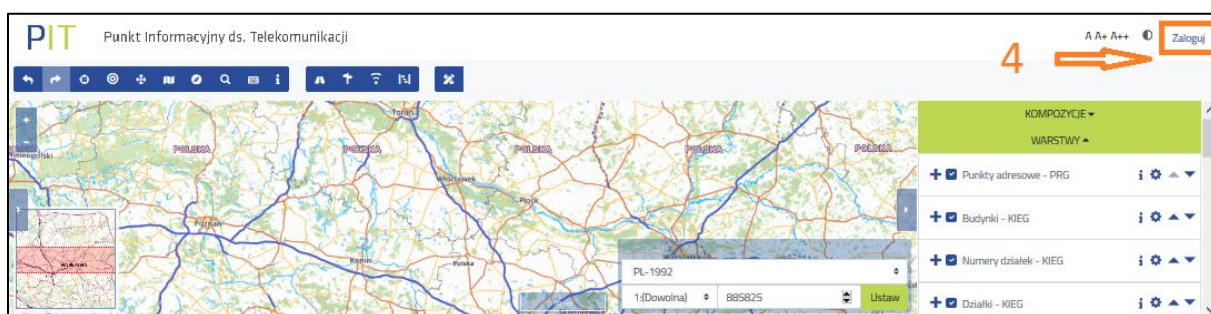 PIT Punkt Informacyjny ds. Telekomunikacji A A+ A++ Zaloguj
4
KOMPOZYCJE
WARSTWY
Toruń
POLSKA POLSKA POLSKA POLSKA POLSKA
Włocławek
Płock
Poznań
Konin
Polska
Punkty adresowe - PRG
Budynki - KIEG
Numery działek - KIEG
Działki - KIEG
PL-1992
1:(Dowolna) 885825 Ustaw